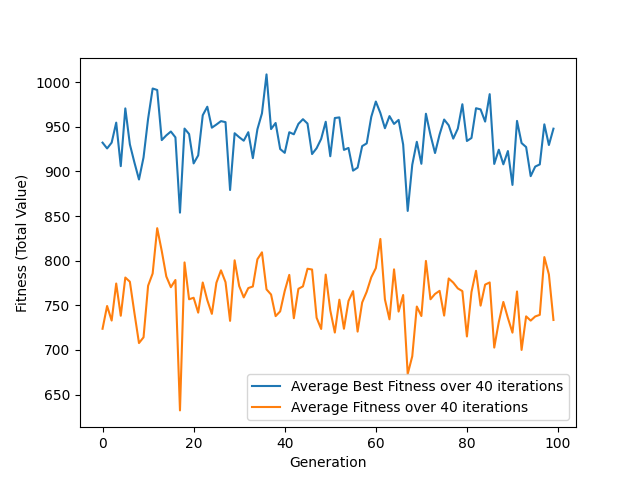 1000
950
900
850
800
750
700
650
Fitness (Total Value)
Average Best Fitness over 40 iterations
Average Fitness over 40 iterations
0 20 40 60 80 100
Generation